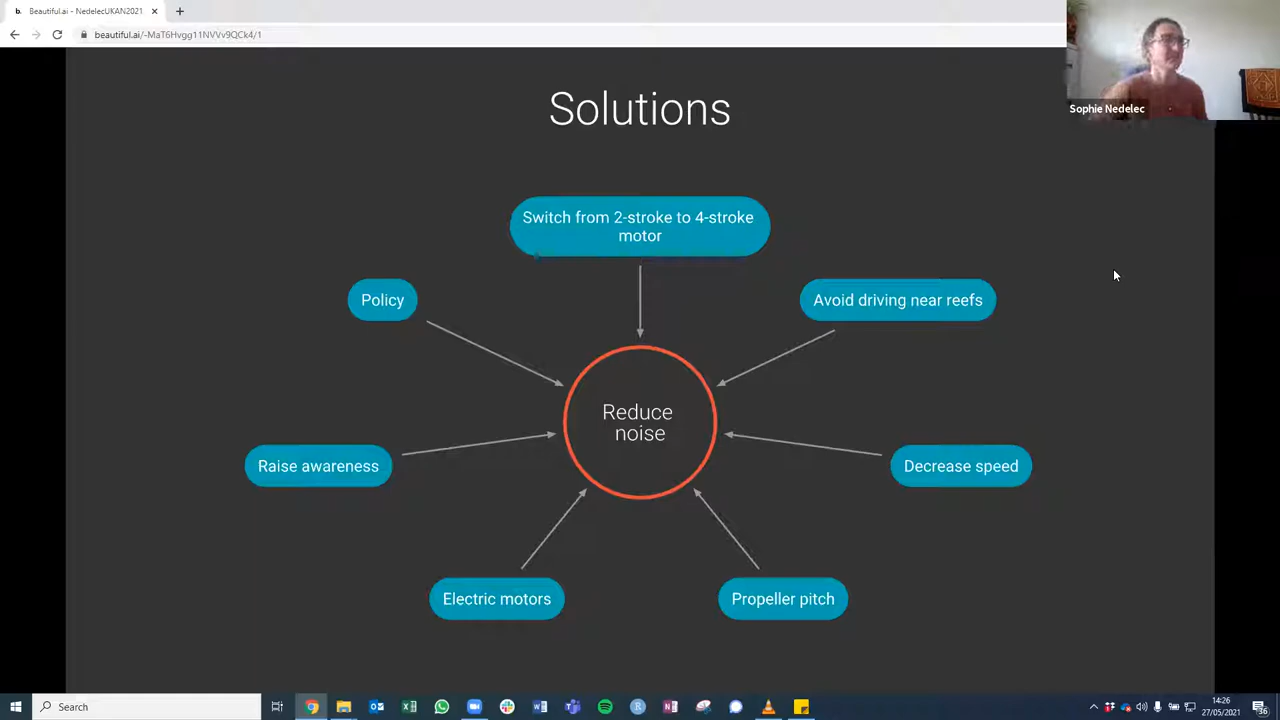 b. Beautiful.ai - NedelecUKAN2021
beautiful.ai/-MaT6Hvgg11NVVv9QCk4/1
Sophie Nedelec
Solutions
Switch from 2-stroke to 4-stroke
motor
Policy
Avoid driving near reefs
Reduce
noise
Raise awareness
Decrease speed
Electric motors
Propeller pitch
Search
14:26
27/05/2021